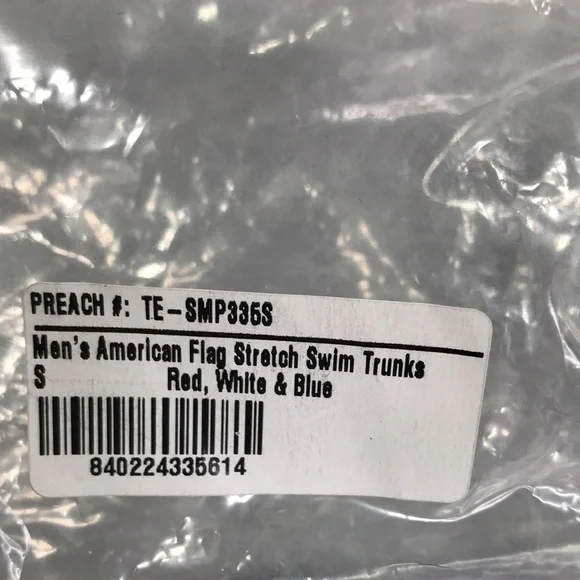 PREACH #: TE-SMP335S
Men's American Flag Stretch Swim Trunks
S Red, White & Blue
840224335614